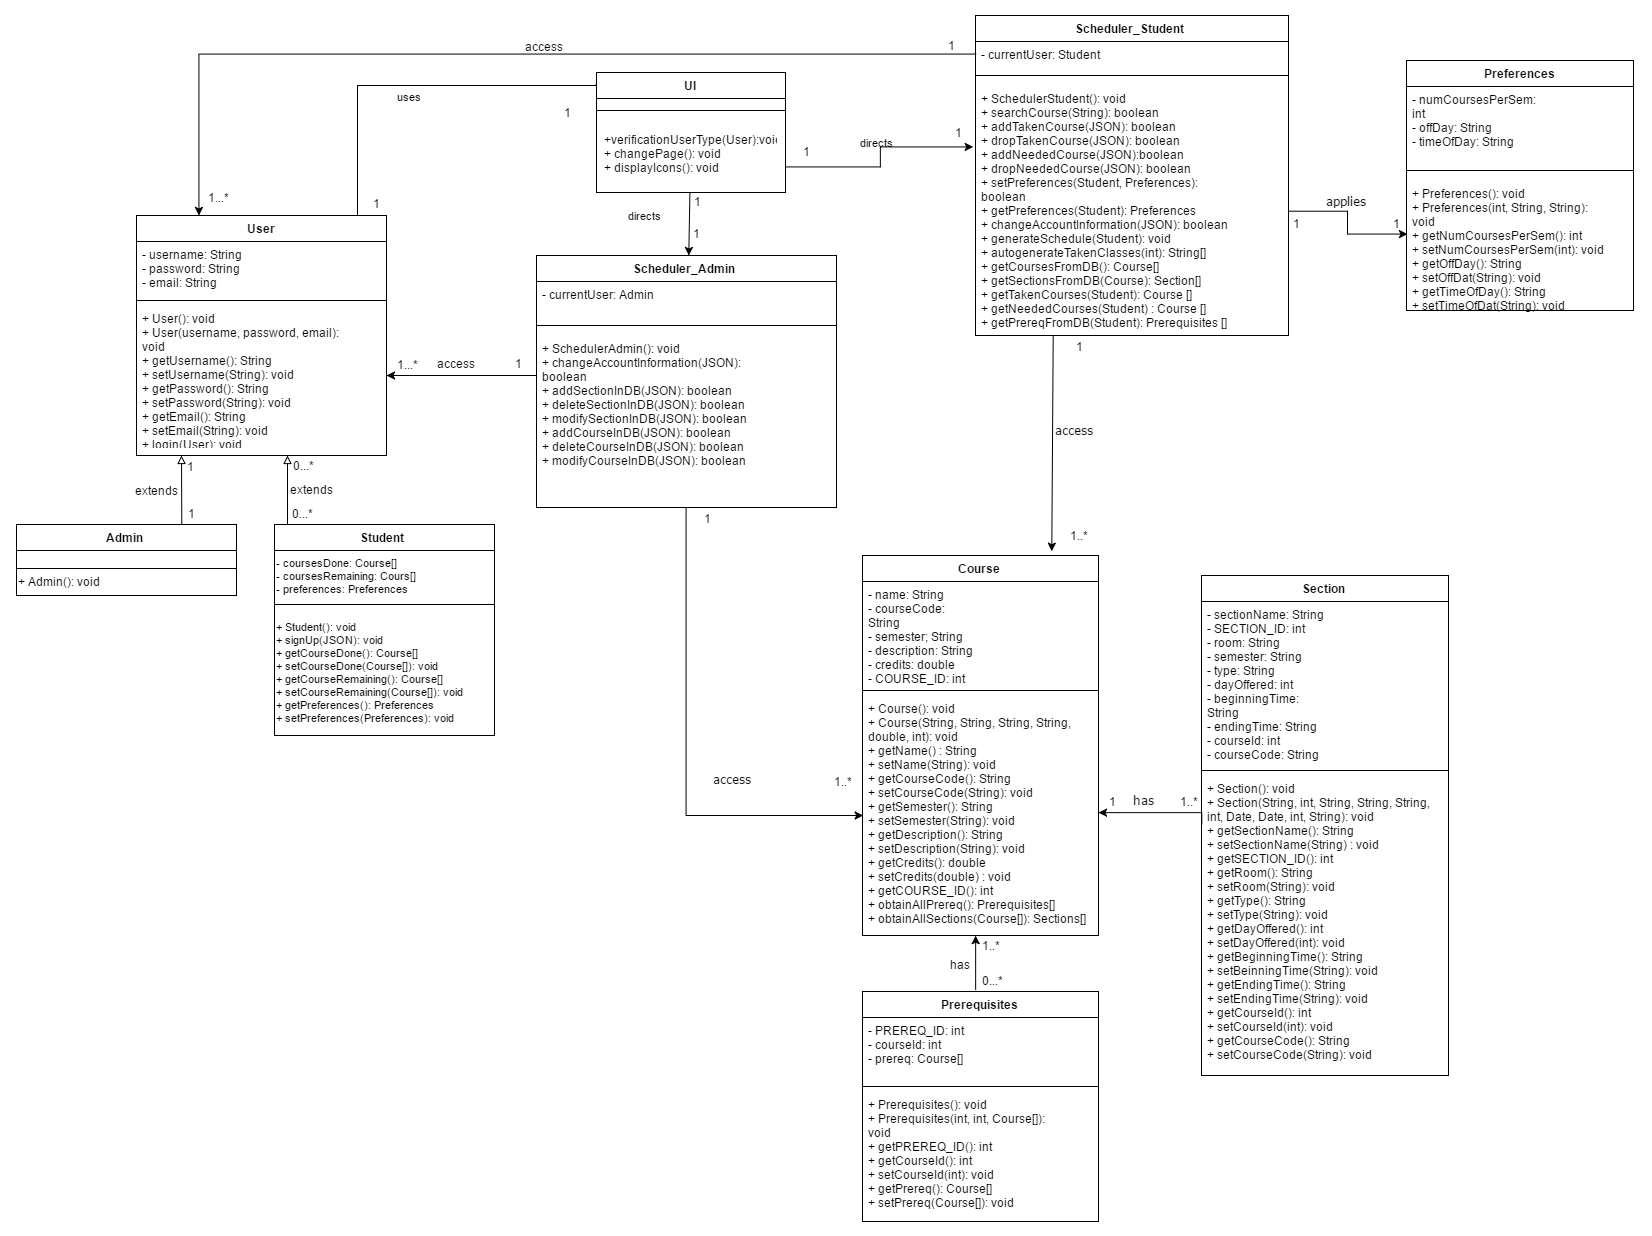 access
1
1...*
uses
1
1
UI
+verificationUserType(User):voi
+ changePage(): void
+ displayIcons(): void
1
directs
1
directs
1
1
Scheduler_Student
- currentUser: Student
+ SchedulerStudent(): void
+ searchCourse(String): boolean
+ addTakenCourse(JSON): boolean
+ dropTakenCourse(JSON): boolean
+ addNeededCourse(JSON):boolean
+ dropNeededCourse(JSON): boolean
+ setPreferences(Student, Preferences):
boolean
+ getPreferences(Student): Preferences
+ changeAccountInformation(JSON): boolean
+ generateSchedule(Student): void
+ autogenerateTakenClasses(int): String[]
+ getCoursesFromDB(): Course[]
+ getSectionsFromDB(Course): Section[]
+ getTakenCourses(Student): Course []
+ getNeededCourses(Student) : Course []
+ getPrereqFromDB(Student): Prerequisites []
applies
1
1
Preferences
- numCoursesPerSem:
int
- offDay: String
- timeOfDay: String
+ Preferences(): void
+ Preferences(int, String, String):
void
+ getNumCoursesPerSem(): int
+ setNumCoursesPerSem(int): void
+ getOffDay(): String
+ setOffDat(String): void
+ getTimeOfDay(): String
+ setTimeOfDat(String): void
User
- username: String
- password: String
- email: String
+ User(): void
+ User(username, password, email):
void
+ getUsername(): String
+ setUsername(String): void
+ getPassword(): String
+ setPassword(String): void
+ getEmail(): String
+ setEmail(String): void
+ login(User): void
1...*
access
1
Scheduler_Admin
- currentUser: Admin
+ SchedulerAdmin(): void
+ changeAccountInformation(JSON):
boolean
+ addSectionInDB(JSON): boolean
+ deleteSectionInDB(JSON): boolean
+ modifySectionInDB(JSON): boolean
+ addCourseInDB(JSON): boolean
+ deleteCourseInDB(JSON): boolean
+ modifyCourseInDB(JSON): boolean
1
extends
1
0...*
extends
0...*
Admin
+ Admin(): void
Student
- coursesDone: Course[]
- coursesRemaining: Cours[]
- preferences: Preferences
+ Student(): void
+ signUp(JSON): void
+ getCourseDone(): Course[]
+ setCourseDone(Course[]): void
+ getCourseRemaining(): Course[]
+ setCourseRemaining(Course[]): void
+ getPreferences(): Preferences
+ setPreferences(Preferences): void
1
access
1..*
1
access
1..*
Course
- name: String
- courseCode:
String
- semester; String
- description: String
- credits: double
- COURSE_ID: int
+ Course(): void
+ Course(String, String, String, String,
double, int): void
+ getName() : String
+ setName(String): void
+ getCourseCode(): String
+ setCourseCode(String): void
+ getSemester(): String
+ setSemester(String): void
+ getDescription(): String
+ setDescription(String): void
+ getCredits(): double
+ setCredits(double) : void
+ getCOURSE_ID(): int
+ obtainAllPrereq(): Prerequisites[]
+ obtainAllSections(Course[]): Sections[]
1
has
1..*
Section
- sectionName: String
- SECTION_ID: int
- room: String
- semester: String
- type: String
- dayOffered: int
- beginningTime:
String
- endingTime: String
- courseId: int
- courseCode: String
+ Section(): void
+ Section(String, int, String, String, String,
int, Date, Date, int, String): void
+ getSectionName(): String
+ setSectionName(String) : void
+ getSECTION_ID(): int
+ getRoom(): String
+ setRoom(String): void
+ getType(): String
+ setType(String): void
+ getDayOffered(): int
+ setDayOffered(int): void
+ getBeginningTime(): String
+ setBeinningTime(String): void
+ getEndingTime(): String
+ setEndingTime(String): void
+ getCourseId(): int
+ setCourseId(int): void
+ getCourseCode(): String
+ setCourseCode(String): void
1..*
has
0...*
Prerequisites
- PREREQ_ID: int
- courseId: int
- prereq: Course[]
+ Prerequisites(): void
+ Prerequisites(int, int, Course[]):
void
+ getPREREQ_ID(): int
+ getCourseId(): int
+ setCourseId(int): void
+ getPrereq(): Course[]
+ setPrereq(Course[]): void